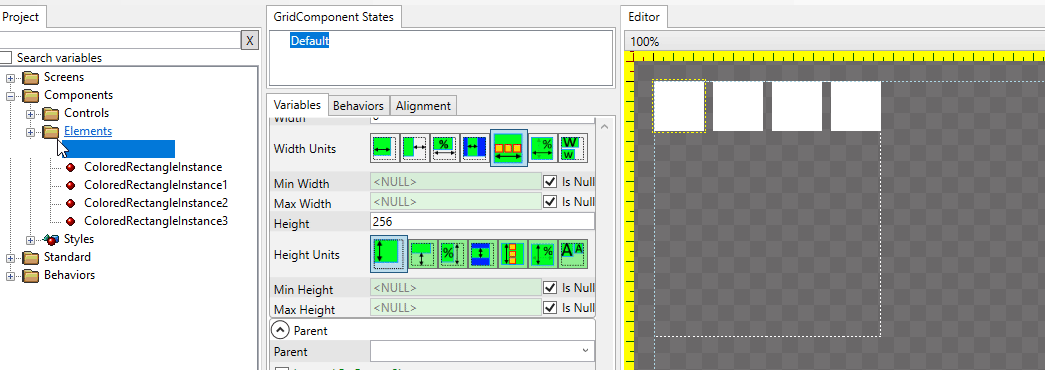 Project
X
Search variables
Screens
Components
Controls
Elements
ColoredRectangleInstance
ColoredRectangleInstance1
ColoredRectangleInstance2
ColoredRectangleInstance3
Styles
Standard
Behaviors
GridComponent States
Default
Variables Behaviors Alignment
Width
Width Units % % W W
Min Width <NULL> Is Null
Max Width <NULL> Is Null
Height 256
Height Units % % A A
Min Height <NULL> Is Null
Max Height <NULL> Is Null
Parent
Parent
Editor
100%